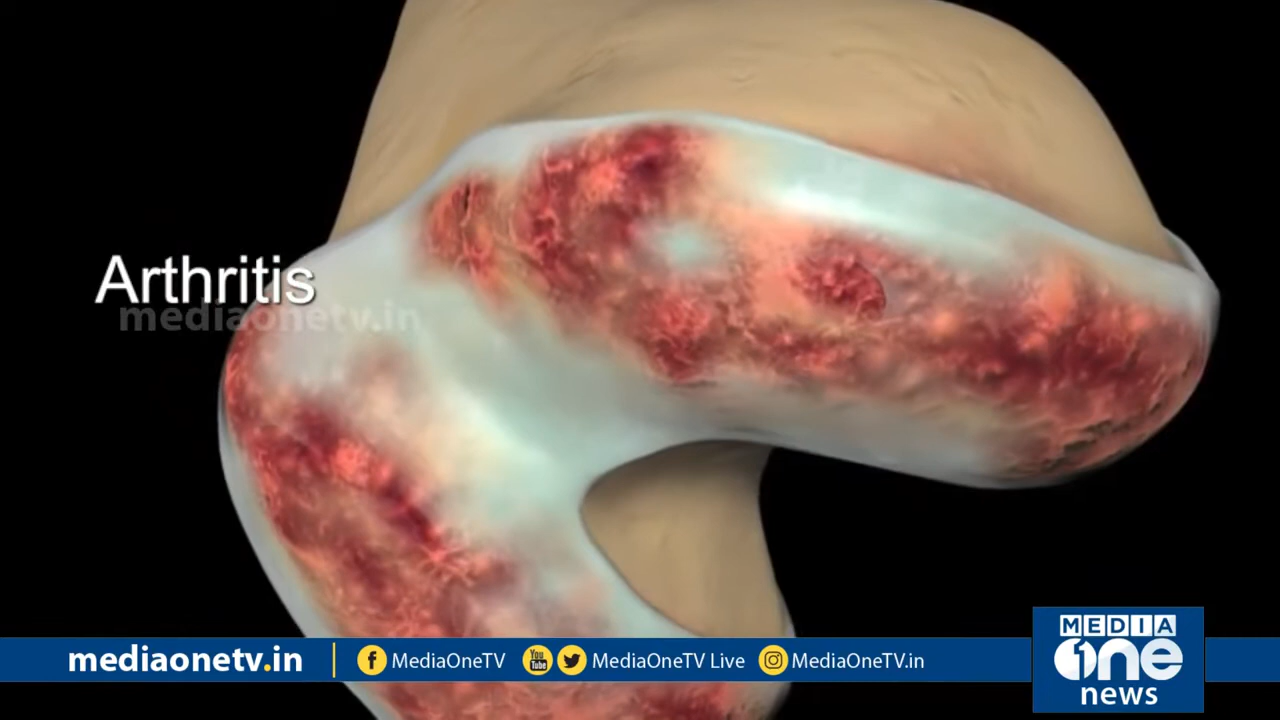 Arthritis
mediaonetv.in
mediaonetv.in
MediaOneTV
You Tube
MediaOneTV Live
MediaOneTV.in
MEDIA
one
news